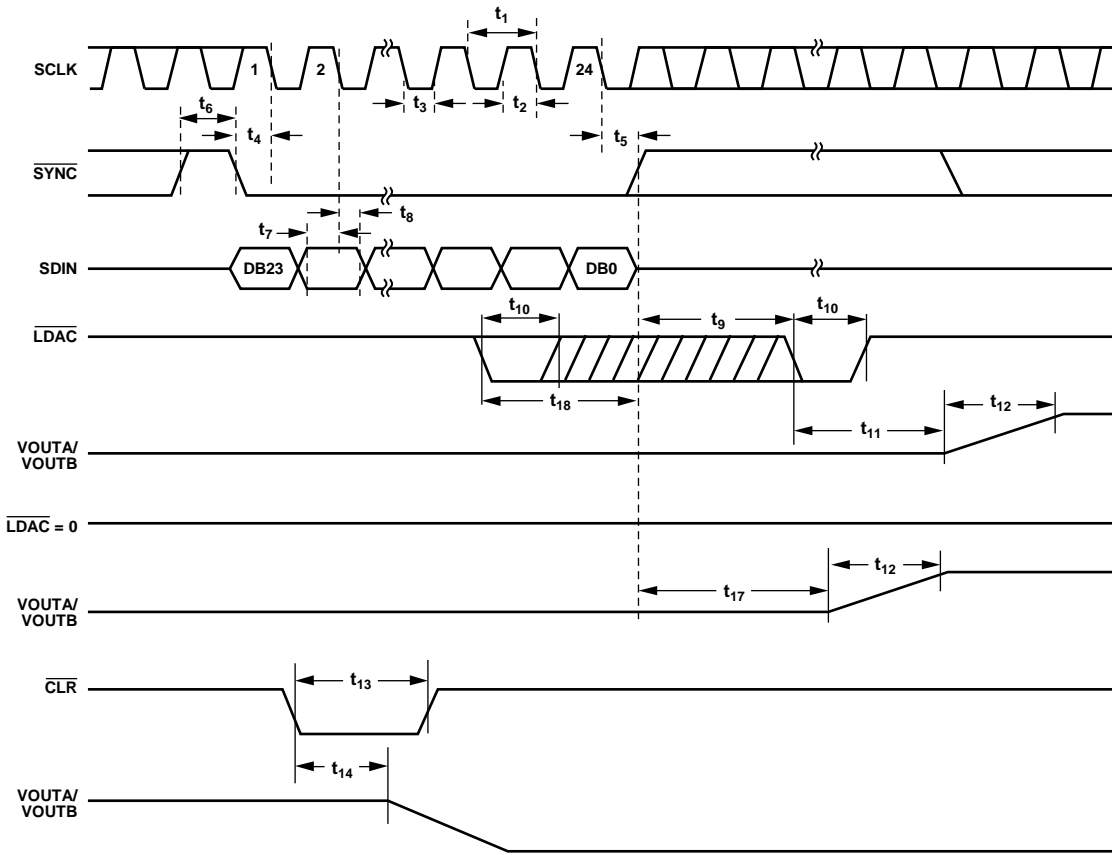 t1
SCLK
1
2
24
t3
t2
t6
t4
t5
SYNC
t8
t7
SDIN
DB23
DB0
t10
t9
t10
LDAC
t18
t12
t11
VOUTA/
VOUTB
LDAC = 0
t12
t17
VOUTA/
VOUTB
t13
CLR
t14
VOUTA/
VOUTB